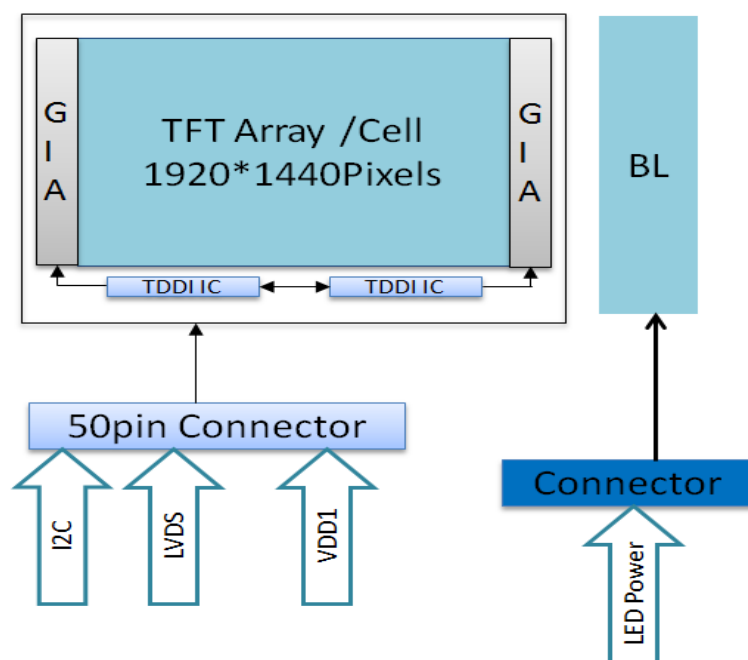 G
I
A
TFT Array /Cell
1920*1440Pixels
G
I
A
BL
TDDI IC
TDDI IC
50pin Connector
I2C
LVDS
VDD1
Connector
LED Power